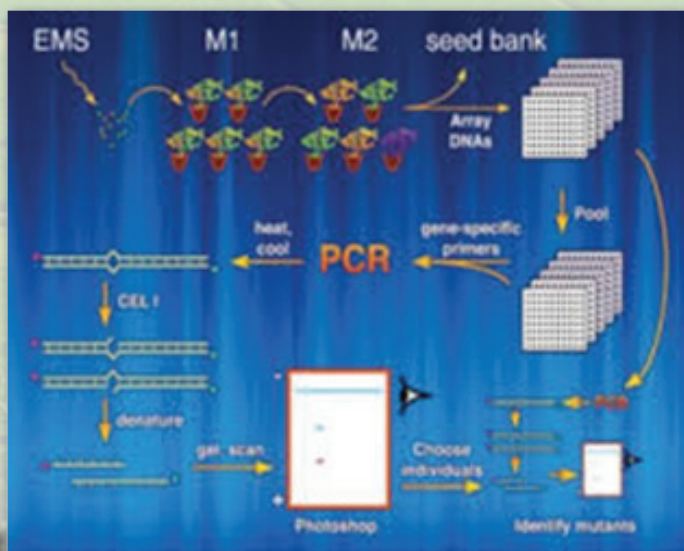 EMS
M1
M2
seed bank
Array
DNAs
Pool
gene-specific
primers
PCR
heat,
cool
CEL I
denature
gel, scan
-
+
Photoshop
Choose
individuals
PCR
Identify mutants